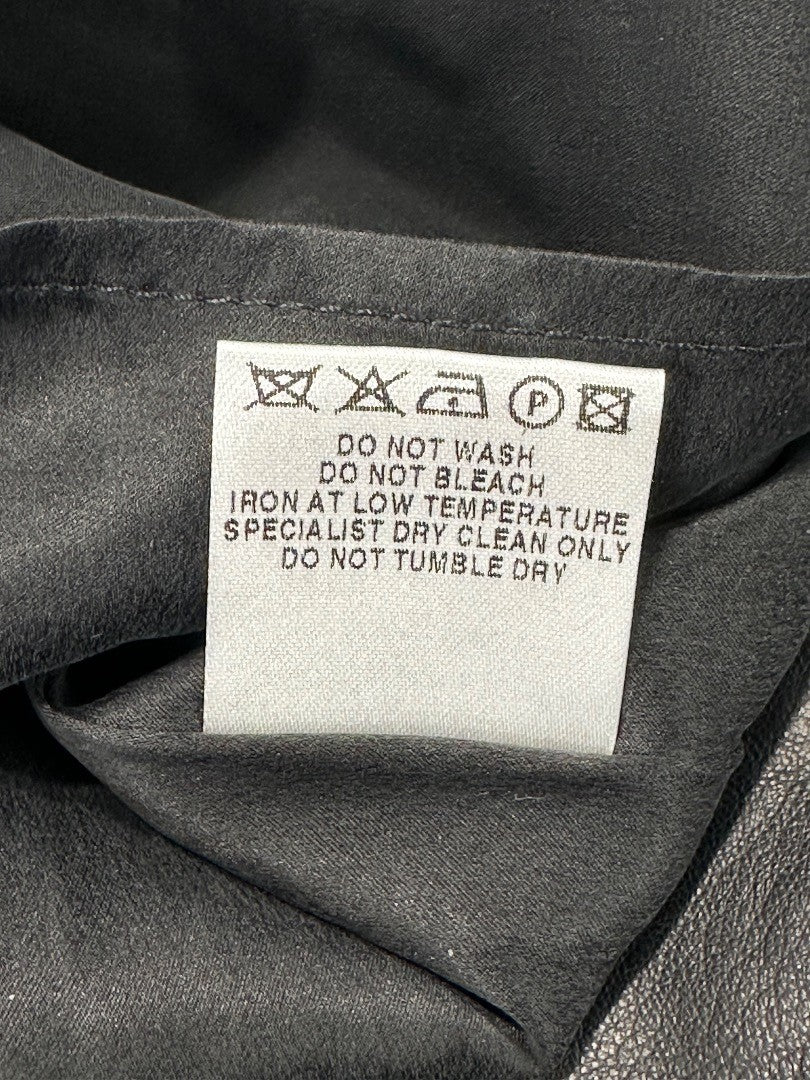 P
DO NOT WASH
DO NOT BLEACH
IRON AT LOW TEMPERATURE
SPECIALIST DRY CLEAN ONLY
DO NOT TUMBLE DRY